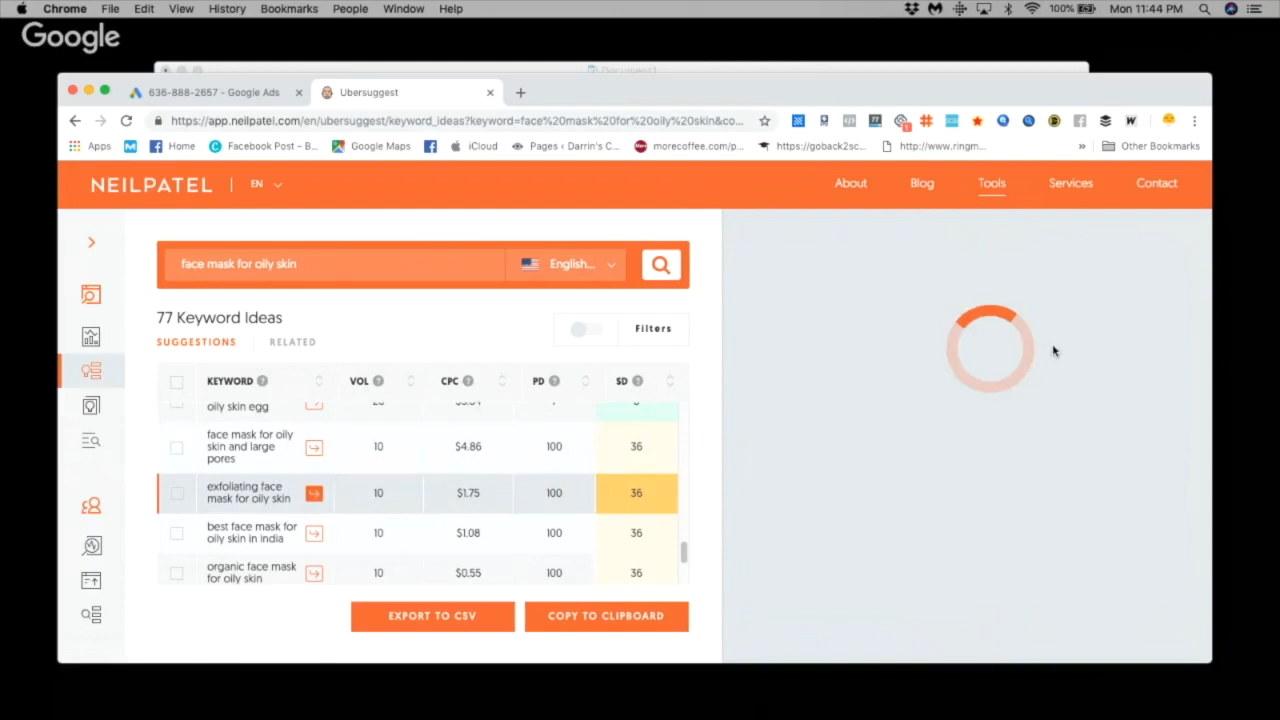 Chrome File Edit View History Bookmarks People Window Help 100% Mon 11:44 PM
Google
Document1
636-888-2657 - Google Ads Ubersuggest
https://app.neilpatel.com/en/ubersuggest/keyword_ideas?keyword=face%20mask%20for%20oily%20skin&co...
Apps Home Facebook Post – B... Google Maps iCloud Pages ‹ Darrin's C... morecoffee.com/p... https://goback2sc... http://www.ringm... » Other Bookmarks
NEILPATEL EN About Blog Tools Services Contact
face mask for oily skin English...
77 Keyword Ideas
Filters
SUGGESTIONS RELATED
KEYWORD VOL CPC PD SD
oily skin egg
face mask for oily skin and large pores 10 $4.86 100 36
exfoliating face mask for oily skin 10 $1.75 100 36
best face mask for oily skin in india 10 $1.08 100 36
organic face mask for oily skin 10 $0.55 100 36
EXPORT TO CSV COPY TO CLIPBOARD